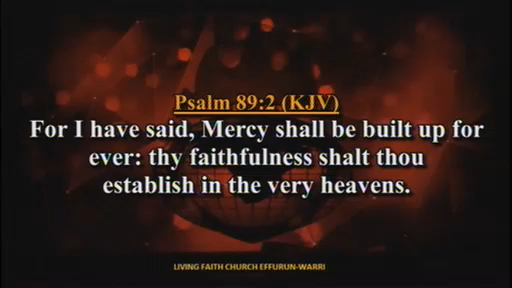 Psalm 89:2 (KJV)
For I have said, Mercy shall be built up for
ever: thy faithfulness shalt thou
establish in the very heavens.
LIVING FAITH CHURCH EFFURUN-WARRI